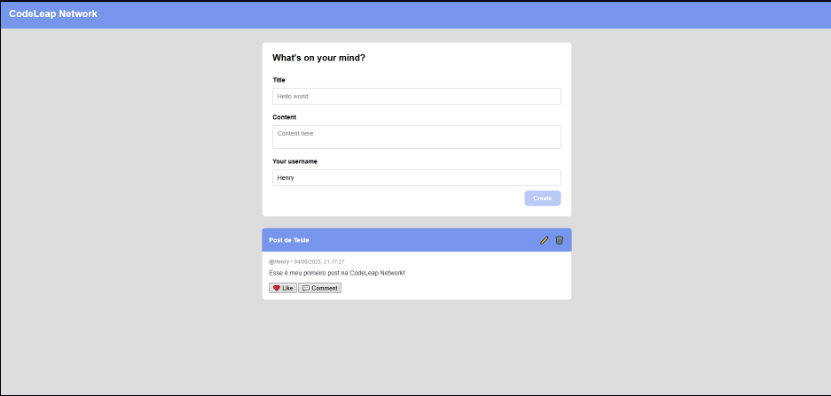 CodeLeap Network
What's on your mind?
Title
Hello world
Content
Content here
Your username
Henry
Create
Post de Teste
@Henry • 04/06/2025, 21:17:27
Esse é meu primeiro post na CodeLeap Network!
Like Comment